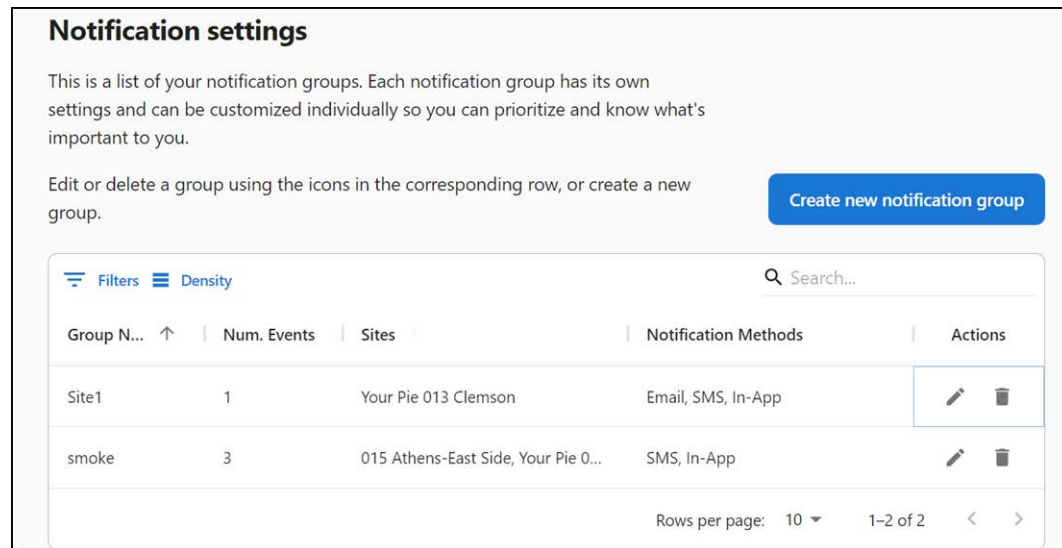 Notification settings
This is a list of your notification groups. Each notification group has its own
settings and can be customized individually so you can prioritize and know what's
important to you.
Edit or delete a group using the icons in the corresponding row, or create a new
group.
Create new notification group
Filters Density Search...
Group N... Num. Events Sites Notification Methods Actions
Site1 1 Your Pie 013 Clemson Email, SMS, In-App
smoke 3 015 Athens-East Side, Your Pie 0... SMS, In-App
Rows per page: 10 1–2 of 2